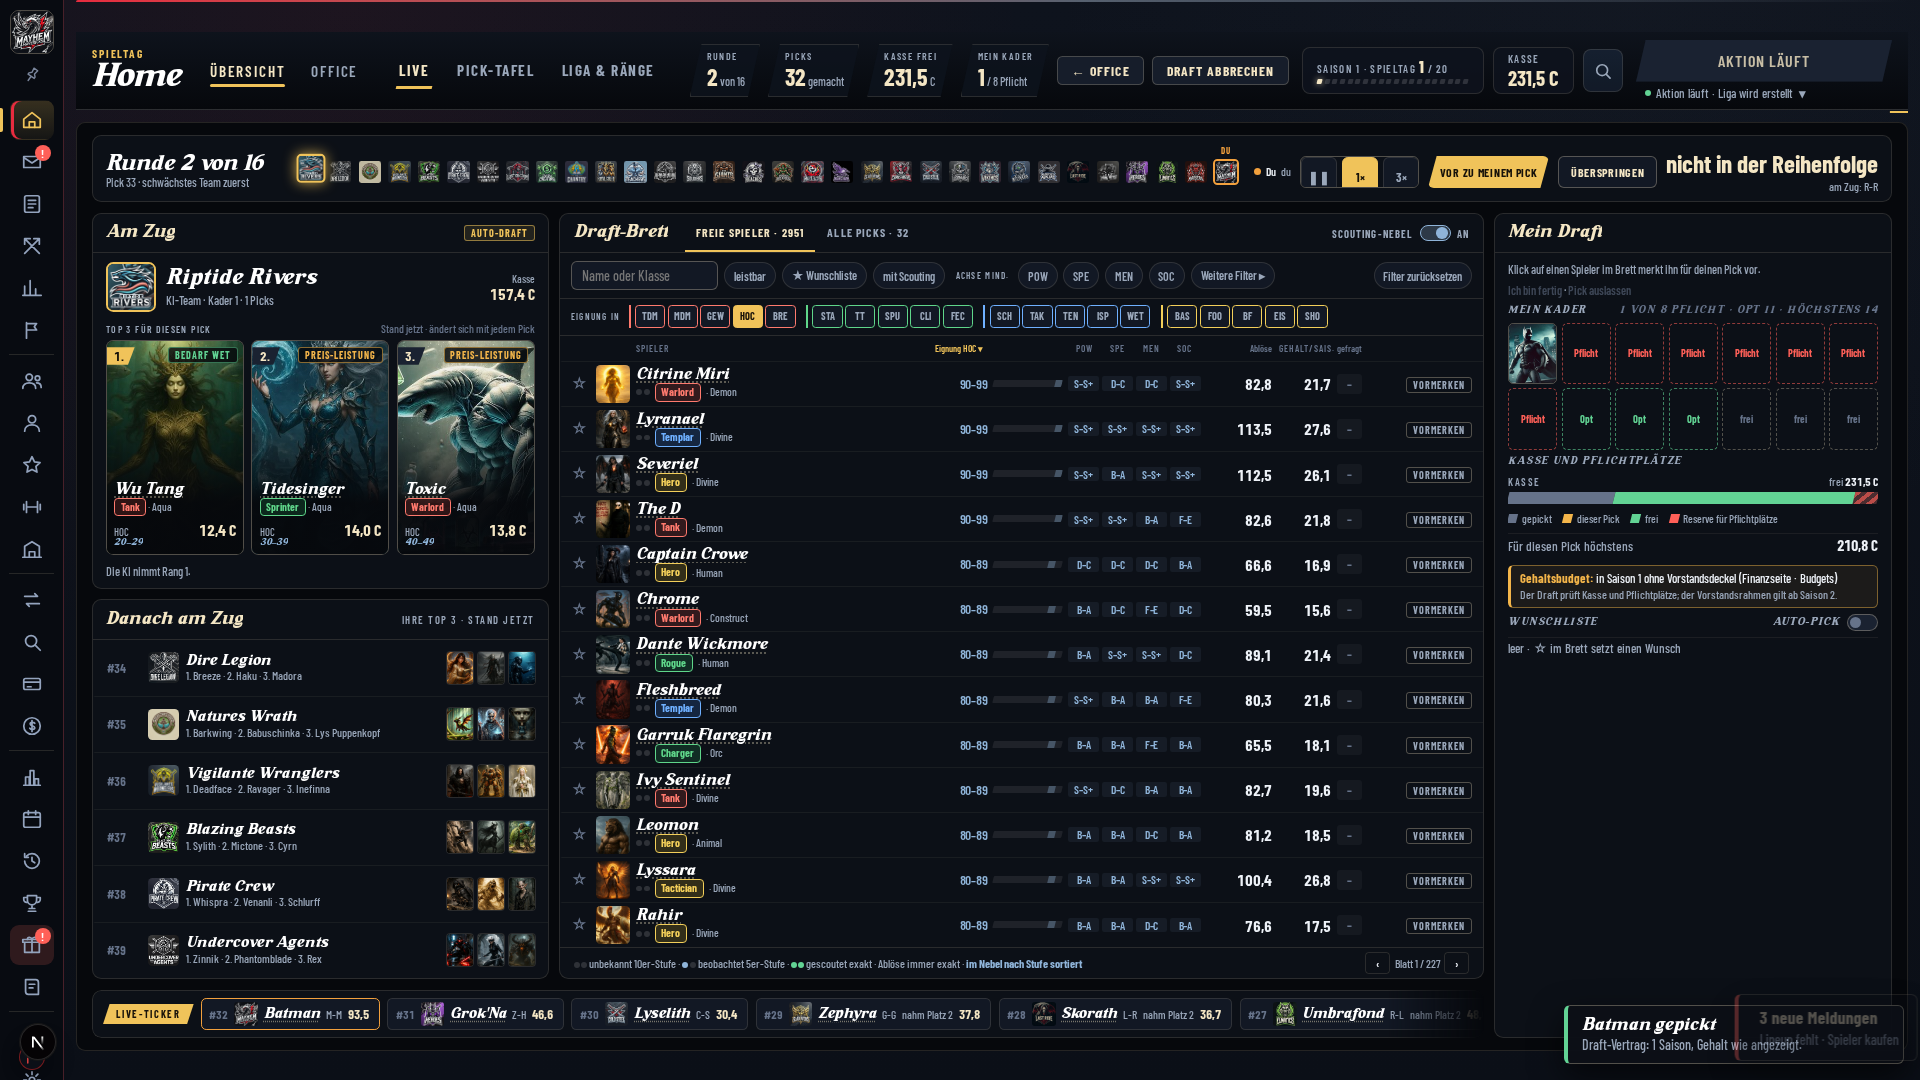 SPIELTAG
Home
ÜBERSICHT
OFFICE
LIVE
PICK-TAFEL
LIGA & RÄNGE
RUNDE
2 von 16
PICKS
32 gemacht
KASSE FREI
231,5 C
MEIN KADER
1 / 8 Pflicht
← OFFICE
DRAFT ABBRECHEN
SAISON 1 · SPIELTAG 1 / 20
KASSE
231,5 C
AKTION LÄUFT
Aktion läuft · Liga wird erstellt ▼
Runde 2 von 16
Pick 33 · schwächstes Team zuerst
DU
Du du
1×
3×
VOR ZU MEINEM PICK
ÜBERSPRINGEN
nicht in der Reihenfolge
am Zug: R-R
Am Zug
AUTO-DRAFT
Riptide Rivers
KI-Team · Kader 1 · 1 Picks
Kasse
157,4 C
TOP 3 FÜR DIESEN PICK
Stand jetzt · ändert sich mit jedem Pick
1.
BEDARF WET
Wu Tang
Tank · Aqua
HOC
20–29
12,4 C
2.
PREIS-LEISTUNG
Tidesinger
Sprinter · Aqua
HOC
30–39
14,0 C
3.
PREIS-LEISTUNG
Toxic
Warlord · Aqua
HOC
40–49
13,8 C
Die KI nimmt Rang 1.
Danach am Zug
IHRE TOP 3 · STAND JETZT
#34
Dire Legion
1. Breeze · 2. Haku · 3. Madora
#35
Natures Wrath
1. Barkwing · 2. Babuschinka · 3. Lys Puppenkopf
#36
Vigilante Wranglers
1. Deadface · 2. Ravager · 3. Inefinna
#37
Blazing Beasts
1. Sylith · 2. Mictone · 3. Cyrn
#38
Pirate Crew
1. Whispra · 2. Venanli · 3. Schlurff
#39
Undercover Agents
1. Zinnik · 2. Phantomblade · 3. Rex
Draft-Brett
FREIE SPIELER · 2951
ALLE PICKS · 32
SCOUTING-NEBEL
AN
Name oder Klasse
leistbar
★ Wunschliste
mit Scouting
ACHSE MIND.
POW
SPE
MEN
SOC
Weitere Filter ▸
Filter zurücksetzen
EIGNUNG IN
TDM
MDM
GEW
HOC
BRE
STA
TT
SPU
CLI
FEC
SCH
TAK
TEN
ISP
WET
BAS
FOO
BF
EIS
SHO
SPIELER
Eignung HOC ▾
POW
SPE
MEN
SOC
Ablöse
GEHALT/SAIS.
gefragt
☆ Citrine Miri
Warlord · Demon
90–99 S–S+ D–C D–C S–S+ 82,8 21,7 – VORMERKEN
☆ Lyranael
Templar · Divine
90–99 S–S+ S–S+ S–S+ S–S+ 113,5 27,6 – VORMERKEN
☆ Severiel
Hero · Divine
90–99 S–S+ B–A S–S+ S–S+ 112,5 26,1 – VORMERKEN
☆ The D
Tank · Demon
90–99 S–S+ S–S+ B–A F–E 82,6 21,8 – VORMERKEN
☆ Captain Crowe
Hero · Human
80–89 D–C D–C D–C B–A 66,6 16,9 – VORMERKEN
☆ Chrome
Warlord · Construct
80–89 B–A D–C F–E D–C 59,5 15,6 – VORMERKEN
☆ Dante Wickmore
Rogue · Human
80–89 B–A S–S+ S–S+ D–C 89,1 21,4 – VORMERKEN
☆ Fleshbreed
Templar · Demon
80–89 S–S+ B–A B–A F–E 80,3 21,6 – VORMERKEN
☆ Garruk Flaregrin
Charger · Orc
80–89 B–A B–A F–E B–A 65,5 18,1 – VORMERKEN
☆ Ivy Sentinel
Tank · Divine
80–89 S–S+ D–C B–A B–A 82,7 19,6 – VORMERKEN
☆ Leomon
Hero · Animal
80–89 B–A B–A D–C B–A 81,2 18,5 – VORMERKEN
☆ Lyssara
Tactician · Divine
80–89 B–A B–A S–S+ S–S+ 100,4 26,8 – VORMERKEN
☆ Rahir
Hero · Divine
80–89 B–A B–A D–C B–A 76,6 17,5 – VORMERKEN
unbekannt 10er-Stufe · beobachtet 5er-Stufe · gescoutet exakt · Ablöse immer exakt · im Nebel nach Stufe sortiert
‹ Blatt 1 / 227 ›
Mein Draft
Klick auf einen Spieler im Brett merkt ihn für deinen Pick vor.
Ich bin fertig · Pick auslassen
MEIN KADER
1 VON 8 PFLICHT · OPT 11 · HÖCHSTENS 14
Pflicht
Pflicht
Pflicht
Pflicht
Pflicht
Pflicht
Pflicht
Opt
Opt
Opt
frei
frei
frei
KASSE UND PFLICHTPLÄTZE
KASSE
frei 231,5 C
gepickt
dieser Pick
frei
Reserve für Pflichtplätze
Für diesen Pick höchstens
210,8 C
Gehaltsbudget: in Saison 1 ohne Vorstandsdeckel (Finanzseite · Budgets)
Der Draft prüft Kasse und Pflichtplätze; der Vorstandsrahmen gilt ab Saison 2.
WUNSCHLISTE
AUTO-PICK
leer · ☆ im Brett setzt einen Wunsch
LIVE-TICKER
#32 Batman M-M 93,5
#31 Grok'Na Z-H 46,6
#30 Lyselith C-S 30,4
#29 Zephyra G-G nahm Platz 2 37,8
#28 Skorath L-R nahm Platz 2 36,7
#27 Umbrafond R-L nahm Platz 2
Batman gepickt
Draft-Vertrag: 1 Saison, Gehalt wie angezeigt.
3 neue Meldungen
fehlt · Spieler kaufen